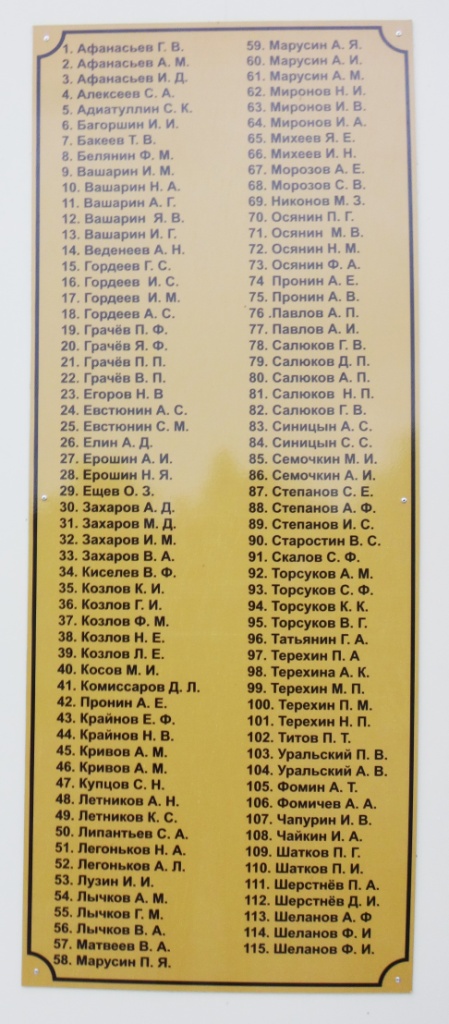 1. Афанасьев Г. В.
2. Афанасьев А. М.
3. Афанасьев И. Д.
4. Алексеев С. А.
5. Адиатуллин С. К.
6. Багоршин И. И.
7. Бакеев Т. В.
8. Белянин Ф. М.
9. Вашарин И. М.
10. Вашарин Н. А.
11. Вашарин А. Г.
12. Вашарин Я. В.
13. Вашарин И. Г.
14. Веденеев А. Н.
15. Гордеев Г. С.
16. Гордеев И. С.
17. Гордеев И. М.
18. Гордеев А. С.
19. Грачёв П. Ф.
20. Грачёв Я. Ф.
21. Грачёв П. П.
22. Грачёв В. П.
23. Егоров Н. В
24. Евстюнин А. С.
25. Евстюнин С. М.
26. Елин А. Д.
27. Ерошин А. И.
28. Ерошин Н. Я.
29. Ещев О. З.
30. Захаров А. Д.
31. Захаров М. Д.
32. Захаров И. М.
33. Захаров В. А.
34. Киселев В. Ф.
35. Козлов К. И.
36. Козлов Г. И.
37. Козлов Ф. М.
38. Козлов Н. Е.
39. Козлов Л. Е.
40. Косов М. И.
41. Комиссаров Д. Л.
42. Пронин А. Е.
43. Крайнов Е. Ф.
44. Крайнов Н. В.
45. Кривов А. М.
46. Кривов А. М.
47. Купцов С. Н.
48. Летников А. Н.
49. Летников К. С.
50. Липантьев С. А.
51. Легоньков Н. А.
52. Легоньков А. Л.
53. Лузин И. И.
54. Лычков А. М.
55. Лычков Г. М.
56. Лычков В. А.
57. Матвеев В. А.
58. Марусин П. Я.
59. Марусин А. Я.
60. Марусин А. И.
61. Марусин А. М.
62. Миронов Н. И.
63. Миронов И. В.
64. Миронов И. А.
65. Михеев Я. Е.
66. Михеев И. Н.
67. Морозов А. Е.
68. Морозов С. В.
69. Никонов М. З.
70. Осянин П. Г.
71. Осянин М. В.
72. Осянин Н. М.
73. Осянин Ф. А.
74 Пронин А. Е.
75. Пронин А. В.
76 .Павлов А. П.
77. Павлов А. И.
78. Салюков Г. В.
79. Салюков Д. П.
80. Салюков А. П.
81. Салюков Н. П.
82. Салюков Г. В.
83. Синицын А. С.
84. Синицын С. С.
85. Семочкин М. И.
86. Семочкин А. И.
87. Степанов С. Е.
88. Степанов А. Ф.
89. Степанов И. С.
90. Старостин В. С.
91. Скалов С. Ф.
92. Торсуков А. М.
93. Торсуков С. Ф.
94. Торсуков К. К.
95. Торсуков В. Г.
96. Татьянин Г. А.
97. Терехин П. А
98. Терехина А. К.
99. Терехин М. П.
100. Терехин П. М.
101. Терехин Н. П.
102. Титов П. Т.
103. Уральский П. В.
104. Уральский А. В.
105. Фомин А. Т.
106. Фомичев А. А.
107. Чапурин И. В.
108. Чайкин И. А.
109. Шатков П. Г.
110. Шатков П. И.
111. Шерстнёв П. А.
112. Шерстнёв Д. И.
113. Шеланов А. Ф
114. Шеланов Ф. И
115. Шеланов Ф. И.